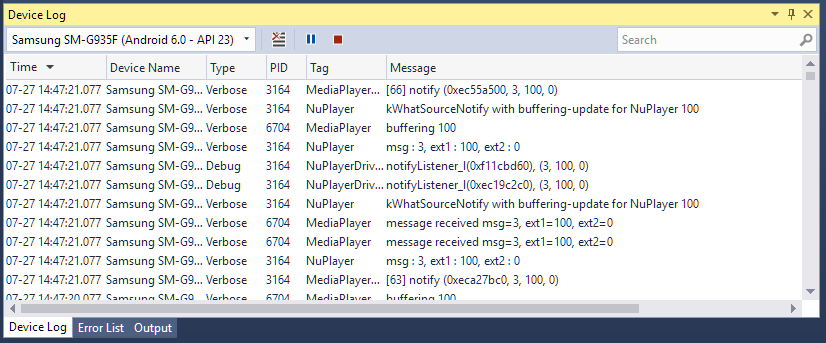 Device Log
Samsung SM-G935F (Android 6.0 - API 23) Search
Time Device Name Type PID Tag Message
07-27 14:47:21.077 Samsung SM-G9... Verbose 3164 MediaPlayer... [66] notify (0xec55a500, 3, 100, 0)
07-27 14:47:21.077 Samsung SM-G9... Verbose 3164 NuPlayer kWhatSourceNotify with buffering-update for NuPlayer 100
07-27 14:47:21.077 Samsung SM-G9... Verbose 6704 MediaPlayer buffering 100
07-27 14:47:21.077 Samsung SM-G9... Verbose 3164 NuPlayer msg : 3, ext1 : 100, ext2 : 0
07-27 14:47:21.077 Samsung SM-G9... Debug 3164 NuPlayerDriv... notifyListener_l(0xf11cbd60), (3, 100, 0)
07-27 14:47:21.077 Samsung SM-G9... Debug 3164 NuPlayerDriv... notifyListener_l(0xec19c2c0), (3, 100, 0)
07-27 14:47:21.077 Samsung SM-G9... Verbose 3164 NuPlayer kWhatSourceNotify with buffering-update for NuPlayer 100
07-27 14:47:21.077 Samsung SM-G9... Verbose 6704 MediaPlayer message received msg=3, ext1=100, ext2=0
07-27 14:47:21.077 Samsung SM-G9... Verbose 6704 MediaPlayer message received msg=3, ext1=100, ext2=0
07-27 14:47:21.077 Samsung SM-G9... Verbose 3164 NuPlayer msg : 3, ext1 : 100, ext2 : 0
07-27 14:47:21.077 Samsung SM-G9... Verbose 3164 MediaPlayer... [63] notify (0xeca27bc0, 3, 100, 0)
07-27 14:47:20.077 Samsung SM-G9... Verbose 6704 MediaPlayer buffering 100
Device Log Error List Output